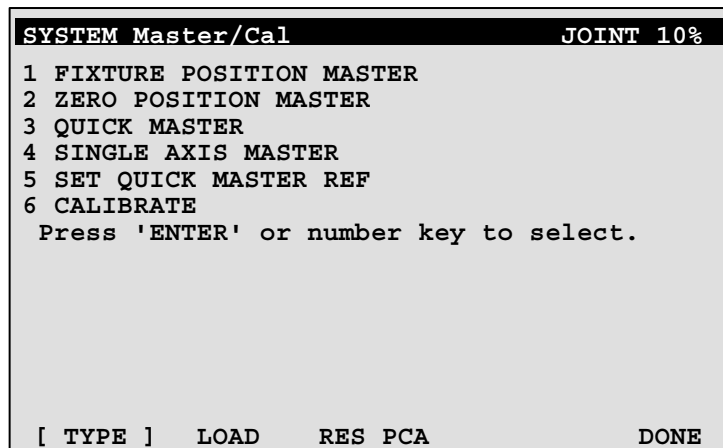 SYSTEM Master/Cal JOINT 10%
1 FIXTURE POSITION MASTER
2 ZERO POSITION MASTER
3 QUICK MASTER
4 SINGLE AXIS MASTER
5 SET QUICK MASTER REF
6 CALIBRATE
Press 'ENTER' or number key to select.
[ TYPE ] LOAD RES PCA DONE